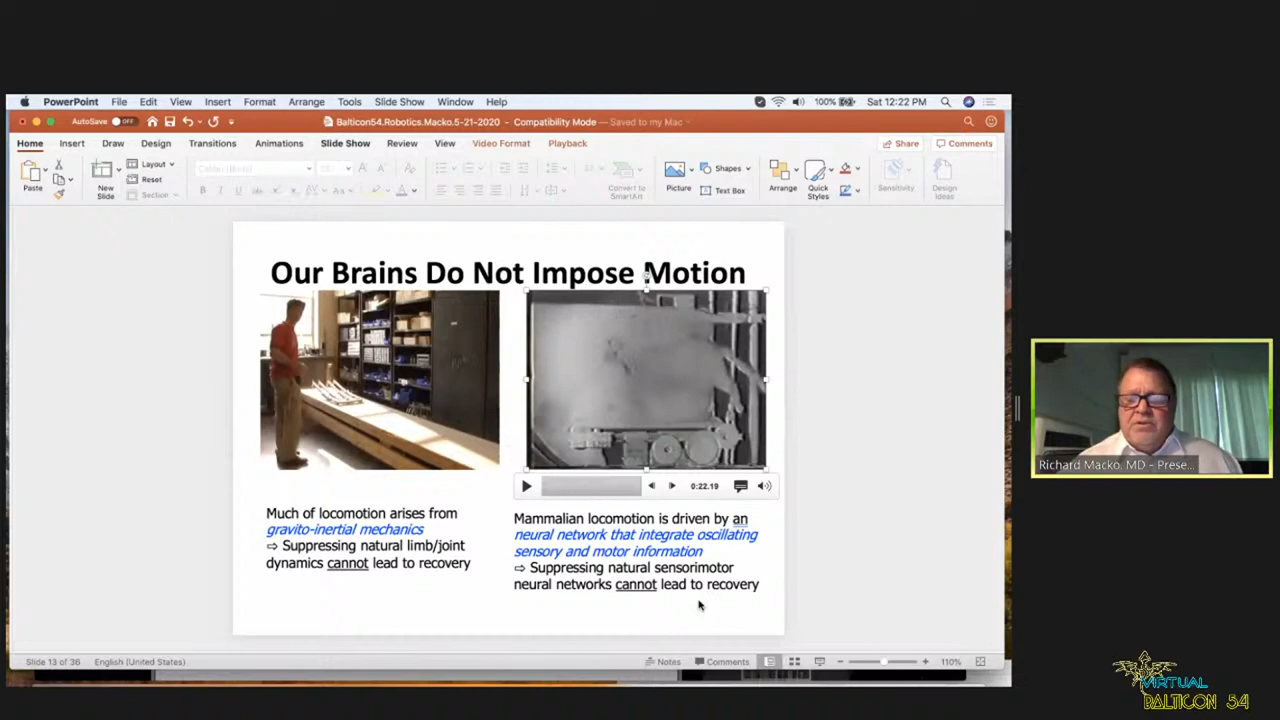 PowerPoint File Edit View Insert Format Arrange Tools Slide Show Window Help 100% Sat 12:22 PM
AutoSave OFF Balticon54.Robotics.Macko.5-21-2020 - Compatibility Mode — Saved to my Mac
Home Insert Draw Design Transitions Animations Slide Show Review View Video Format Playback Share Comments
Paste New Slide Layout Reset Section Convert to SmartArt Picture Shapes Text Box Arrange Quick Styles Sensitivity Design Ideas
Our Brains Do Not Impose Motion
0:22.19
Much of locomotion arises from
gravito-inertial mechanics
⇨ Suppressing natural limb/joint
dynamics cannot lead to recovery
Mammalian locomotion is driven by an
neural network that integrate oscillating
sensory and motor information
⇨ Suppressing natural sensorimotor
neural networks cannot lead to recovery
Richard Macko, MD - Prese...
Slide 13 of 36 English (United States) Notes Comments 110%
VIRTUAL
BALTICON 54